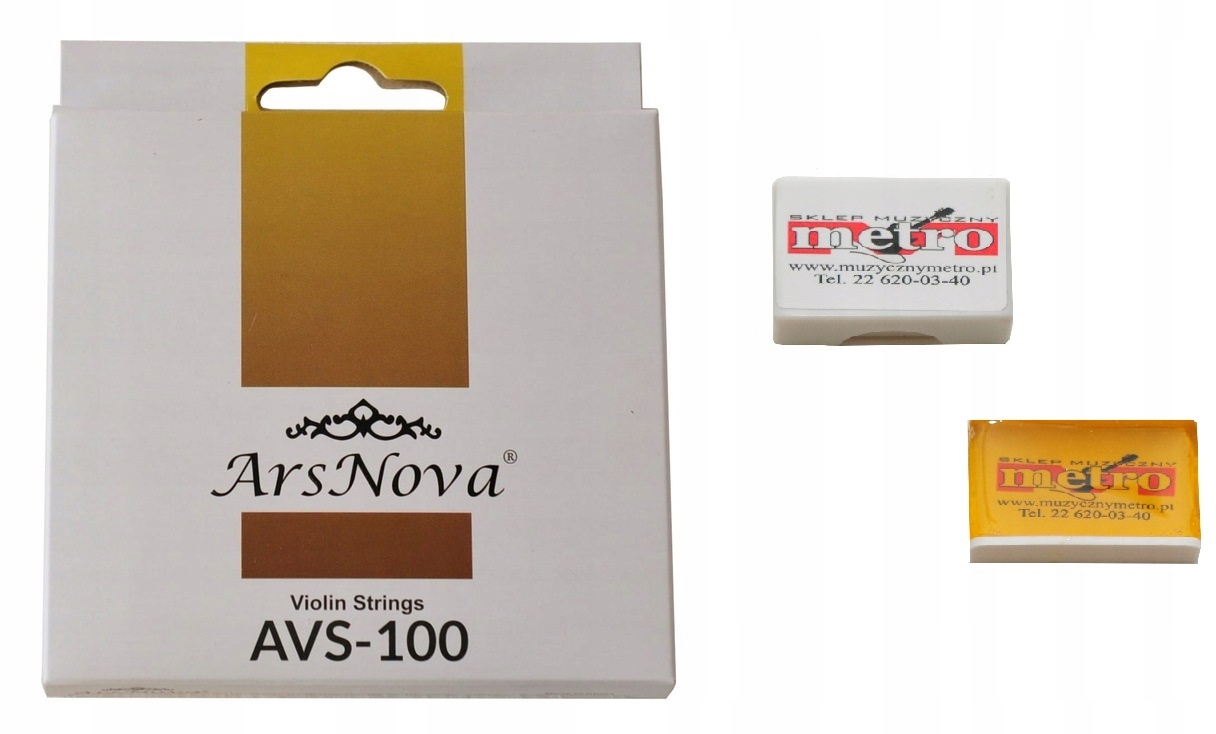 ArsNova®
Violin Strings
AVS-100
SKLEP MUZYCZNY
metro
www.muzycznymetro.pl
Tel. 22 620-03-40
SKLEP MUZYCZNY
metro
www.muzycznymetro.pl
Tel. 22 620-03-40